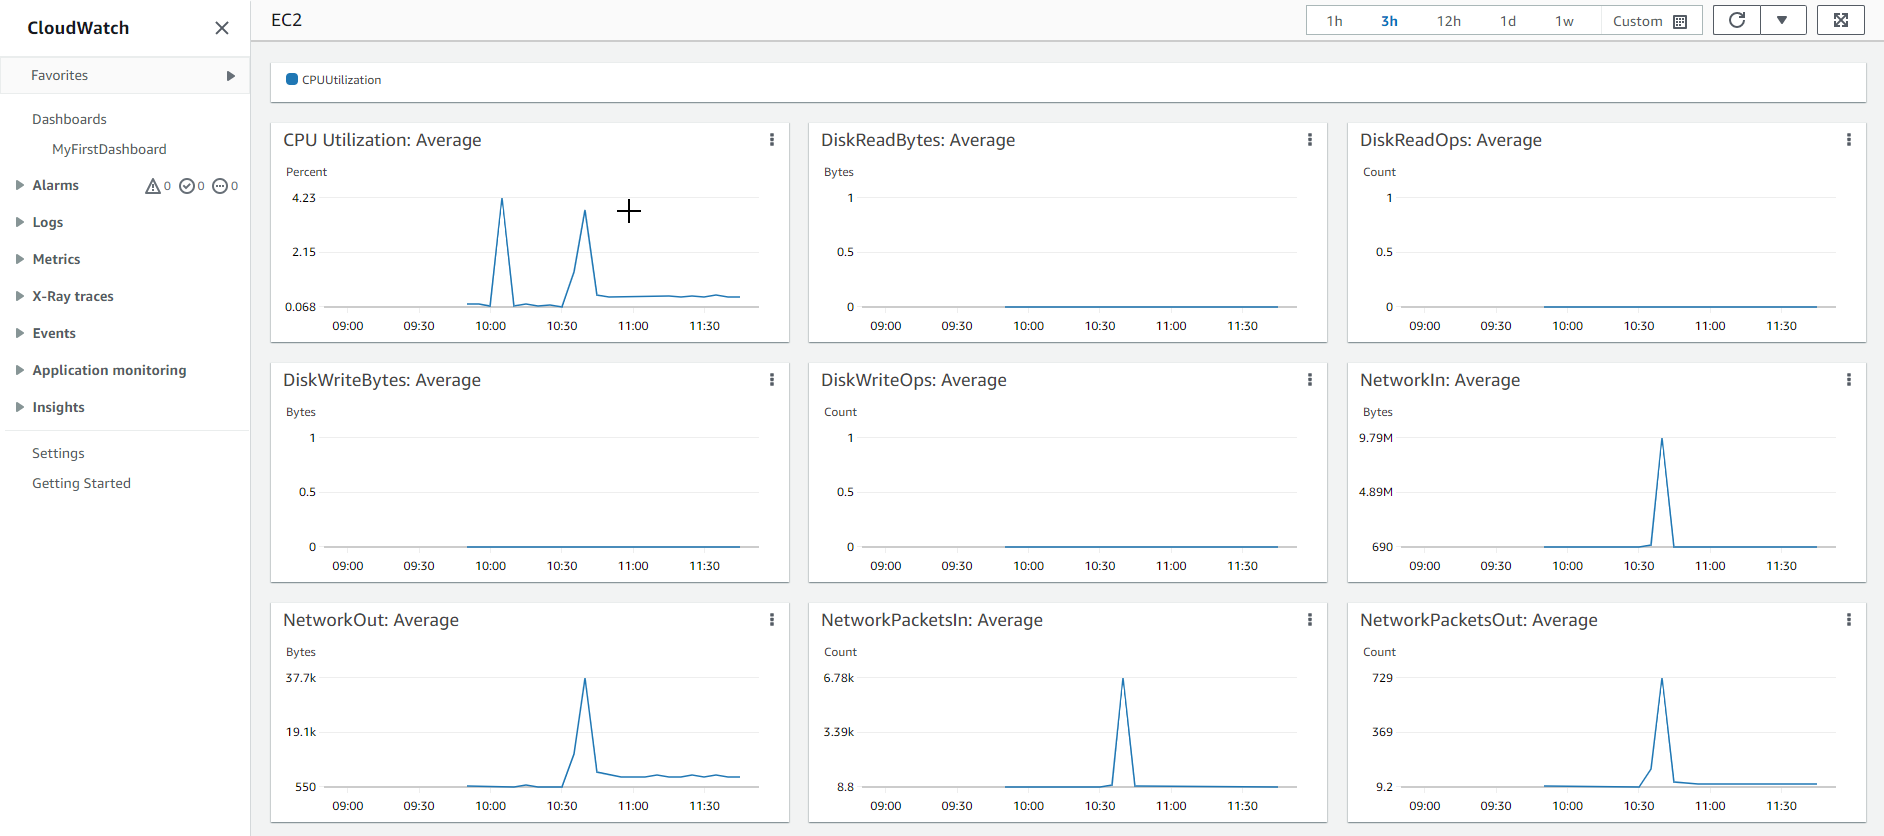 CloudWatch
EC2
1h 3h 12h 1d 1w Custom
Favorites
Dashboards
MyFirstDashboard
Alarms 0 0 0
Logs
Metrics
X-Ray traces
Events
Application monitoring
Insights
Settings
Getting Started
CPUUtilization
CPU Utilization: Average
Percent
4.23
2.15
0.068
09:00 09:30 10:00 10:30 11:00 11:30
DiskReadBytes: Average
Bytes
1
0.5
0
09:00 09:30 10:00 10:30 11:00 11:30
DiskReadOps: Average
Count
1
0.5
0
09:00 09:30 10:00 10:30 11:00 11:30
DiskWriteBytes: Average
Bytes
1
0.5
0
09:00 09:30 10:00 10:30 11:00 11:30
DiskWriteOps: Average
Count
1
0.5
0
09:00 09:30 10:00 10:30 11:00 11:30
NetworkIn: Average
Bytes
9.79M
4.89M
690
09:00 09:30 10:00 10:30 11:00 11:30
NetworkOut: Average
Bytes
37.7k
19.1k
550
09:00 09:30 10:00 10:30 11:00 11:30
NetworkPacketsIn: Average
Count
6.78k
3.39k
8.8
09:00 09:30 10:00 10:30 11:00 11:30
NetworkPacketsOut: Average
Count
729
369
9.2
09:00 09:30 10:00 10:30 11:00 11:30